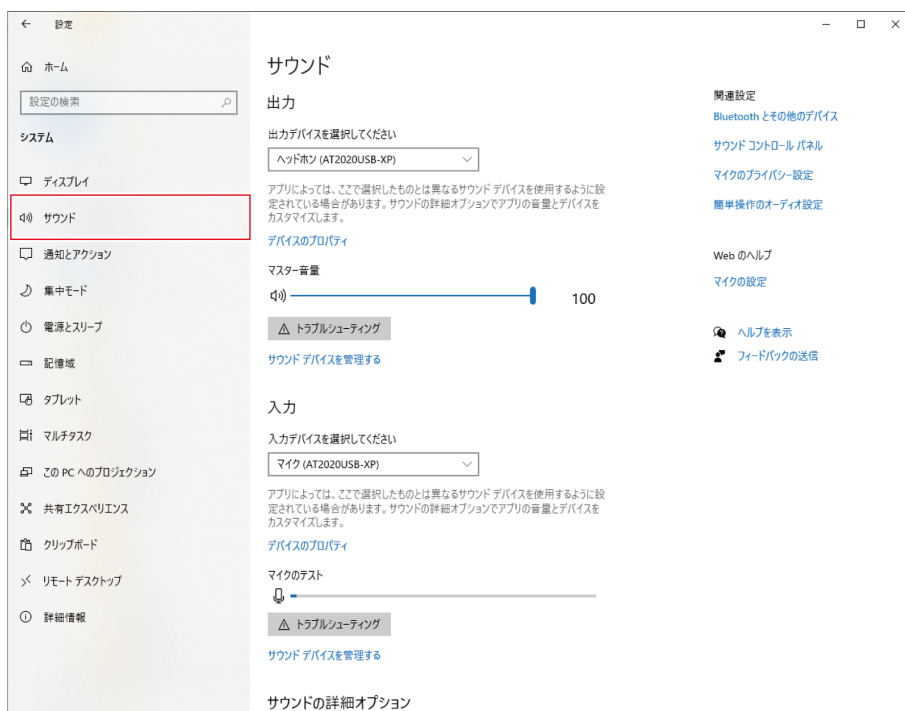 設定
ホーム
設定の検索
システム
ディスプレイ
サウンド
通知とアクション
集中モード
電源とスリープ
記憶域
タブレット
マルチタスク
この PC へのプロジェクション
共有エクスペリエンス
クリップボード
リモート デスクトップ
詳細情報
サウンド
出力
出力デバイスを選択してください
ヘッドホン (AT2020USB-XP)
アプリによっては、ここで選択したものとは異なるサウンド デバイスを使用するように設
定されている場合があります。サウンドの詳細オプションでアプリの音量とデバイスを
カスタマイズします。
デバイスのプロパティ
マスター音量
100
トラブルシューティング
サウンド デバイスを管理する
入力
入力デバイスを選択してください
マイク (AT2020USB-XP)
アプリによっては、ここで選択したものとは異なるサウンド デバイスを使用するように設
定されている場合があります。サウンドの詳細オプションでアプリの音量とデバイスを
カスタマイズします。
デバイスのプロパティ
マイクのテスト
トラブルシューティング
サウンド デバイスを管理する
サウンドの詳細オプション
関連設定
Bluetooth とその他のデバイス
サウンド コントロール パネル
マイクのプライバシー設定
簡単操作のオーディオ設定
Web のヘルプ
マイクの設定
ヘルプを表示
フィードバックの送信